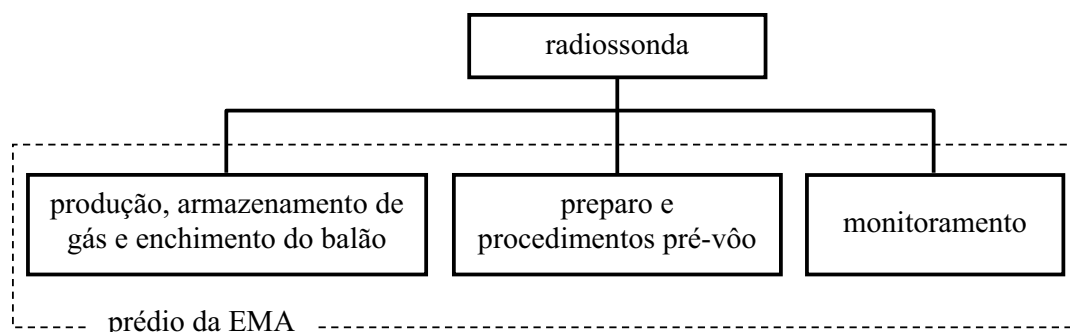 radiossonda
produção, armazenamento de
gás e enchimento do balão
preparo e
procedimentos pré-vôo
monitoramento
prédio da EMA